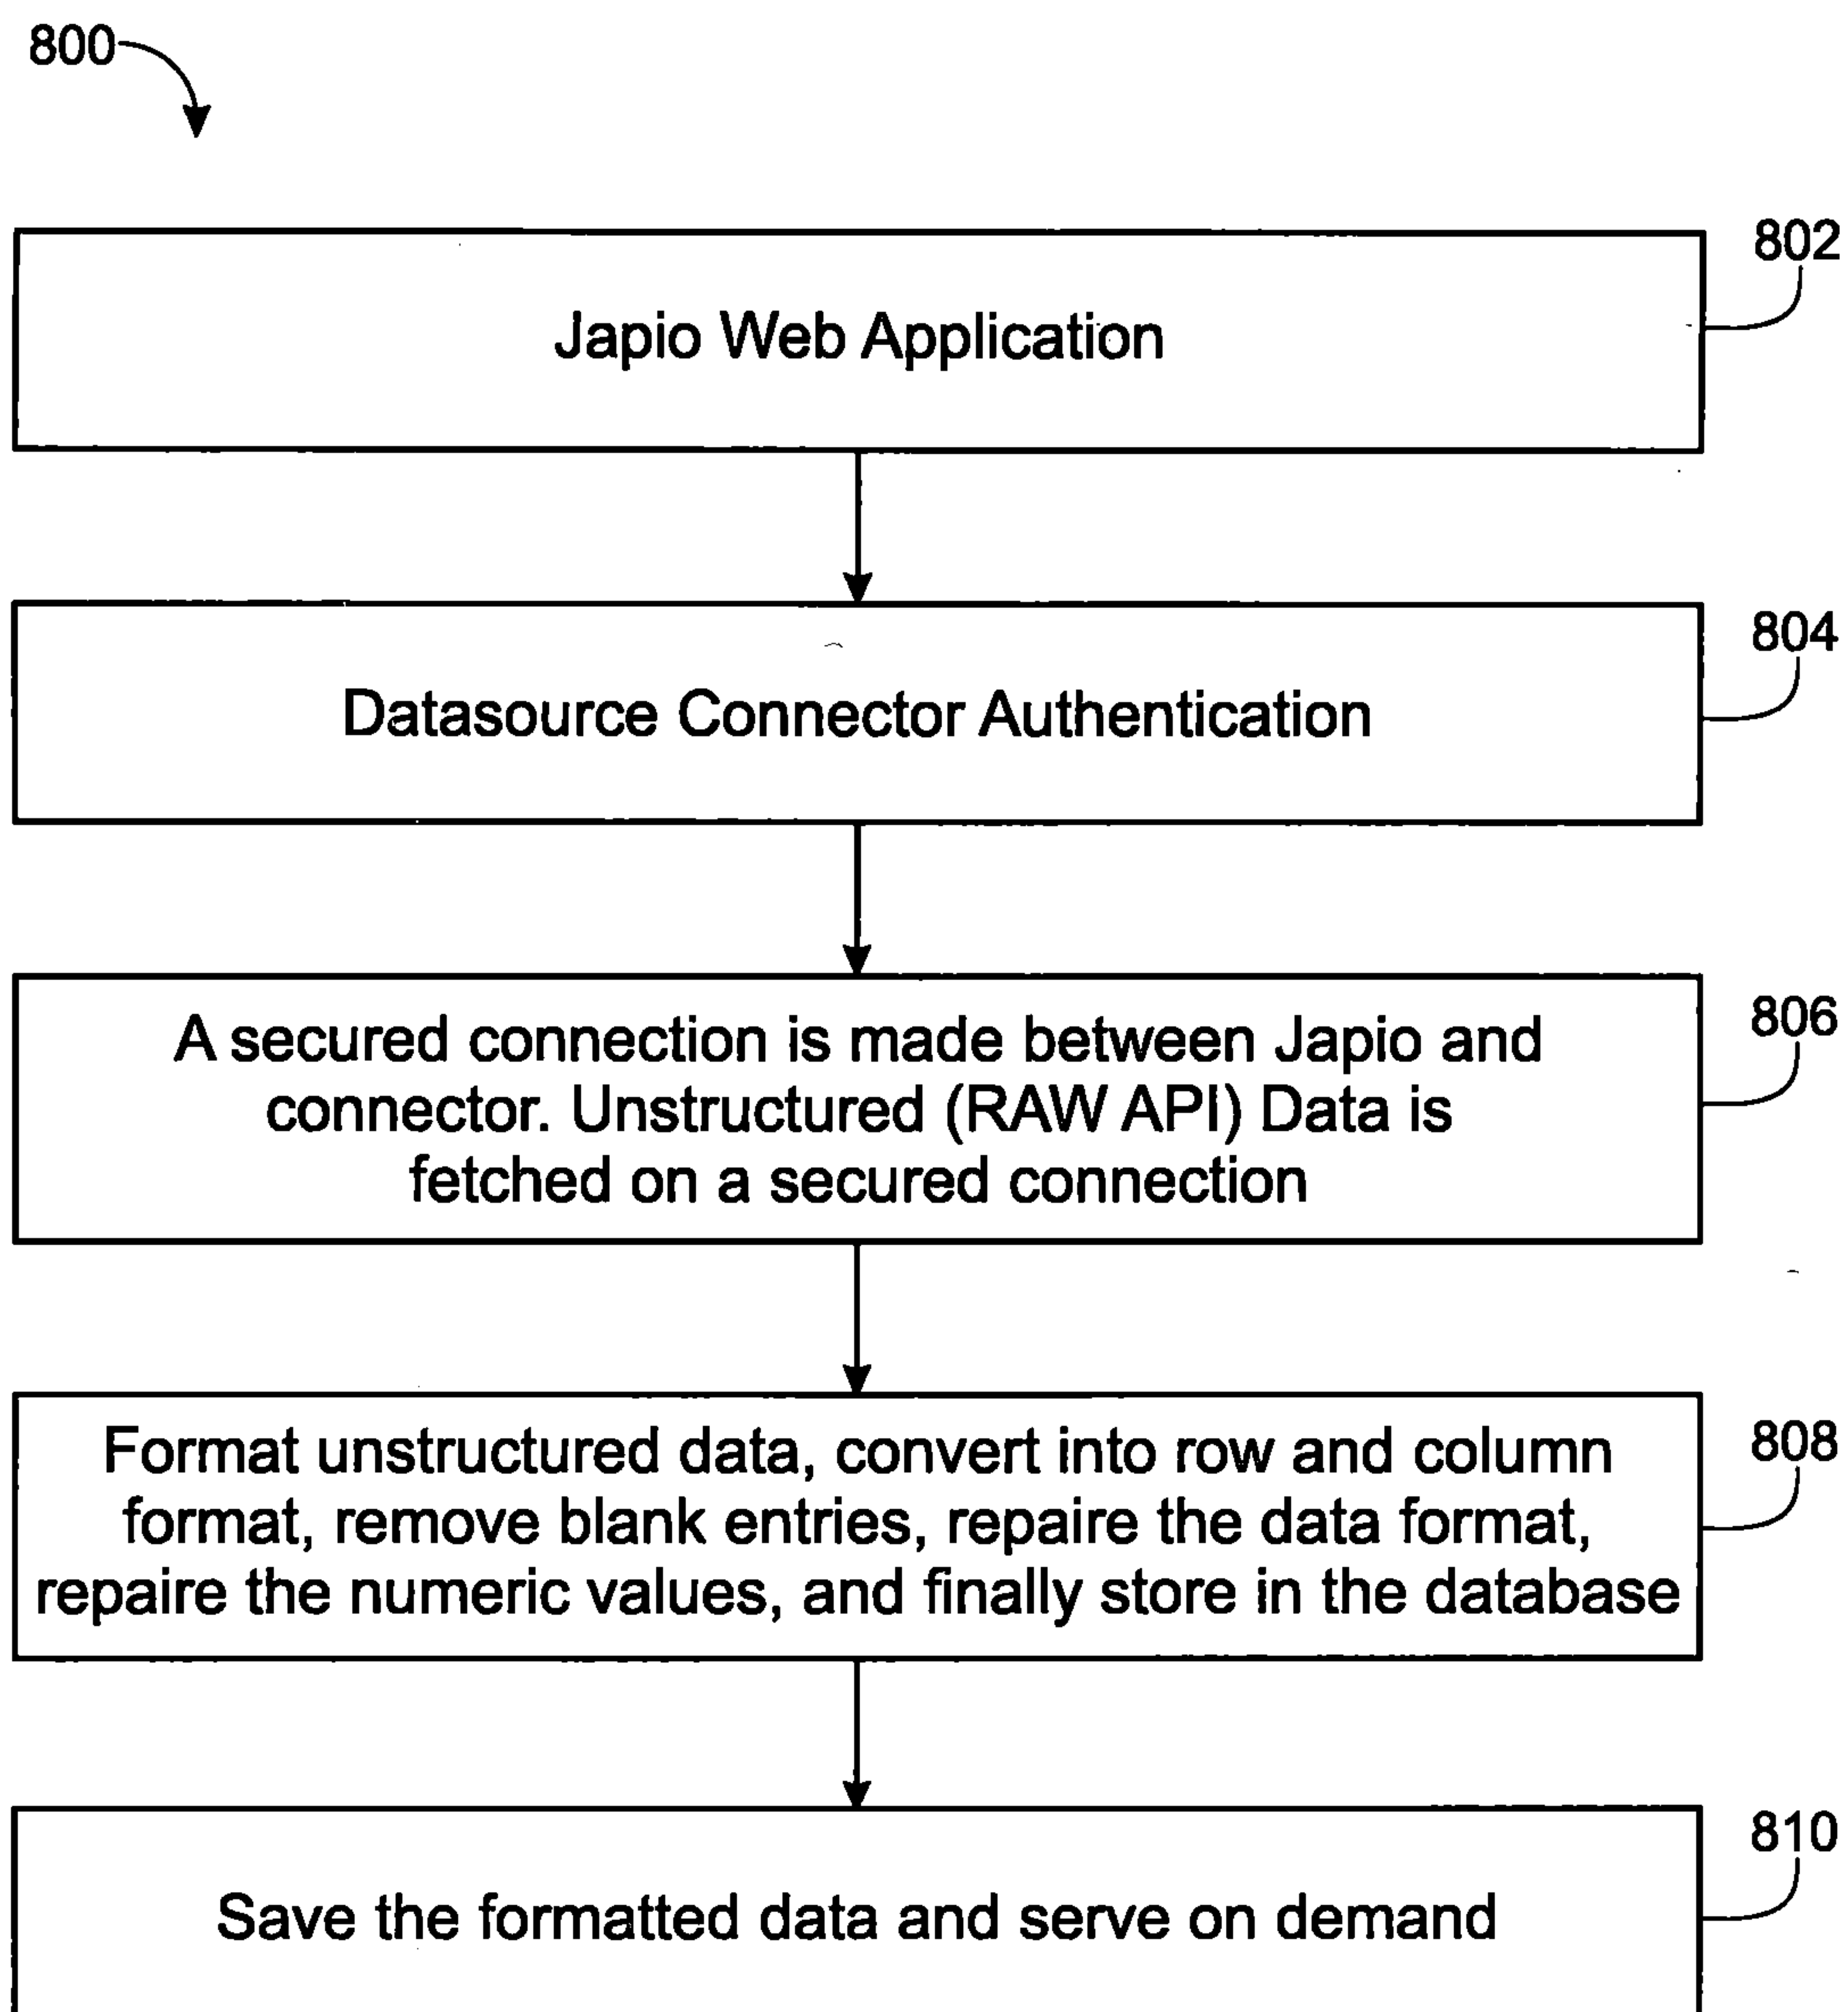 800
802
Japio Web Application
804
Datasource Connector Authentication
806
A secured connection is made between Japio and
connector. Unstructured (RAW API) Data is
fetched on a secured connection
808
Format unstructured data, convert into row and column
format, remove blank entries, repaire the data format,
repaire the numeric values, and finally store in the database
810
Save the formatted data and serve on demand